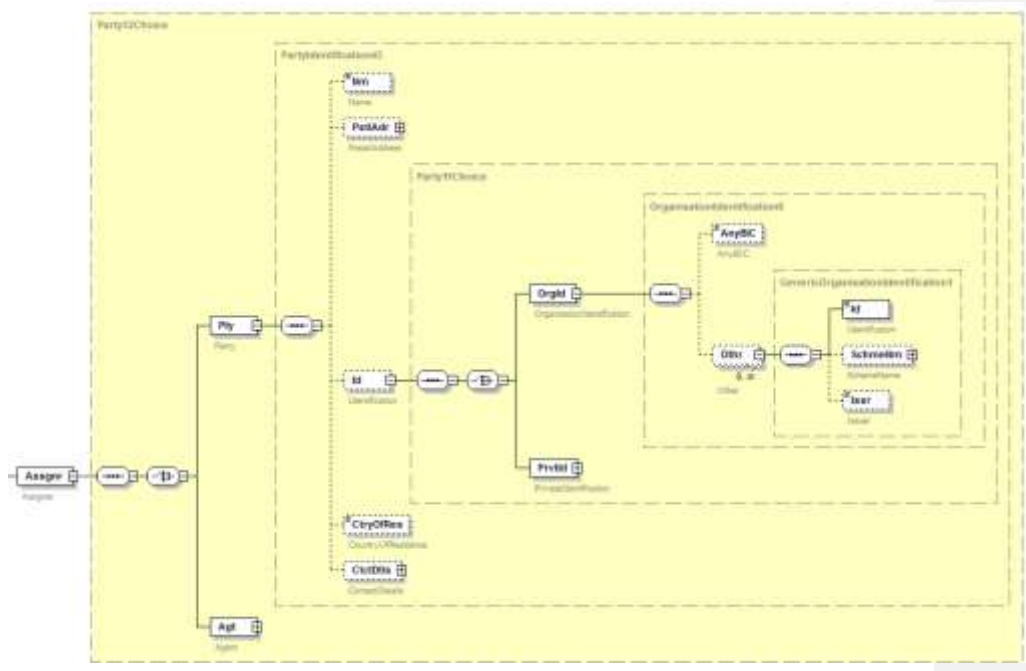 Party12Choice
PartyIdentification43
Nm
Name
PstlAdr
PostalAddress
Party11Choice
OrganisationIdentification8
AnyBIC
AnyBIC
GenericOrganisationIdentification1
OrgId
OrganisationIdentification
Id
Identification
Pty
Party
Othr
Other
SchmeNm
SchemeName
Id
Identification
Issr
Issuer
PrvtId
PrivateIdentification
Assgnr
Assigner
CtryOfRes
CountryOfResidence
CtctDtls
ContactDetails
Agt
Agent